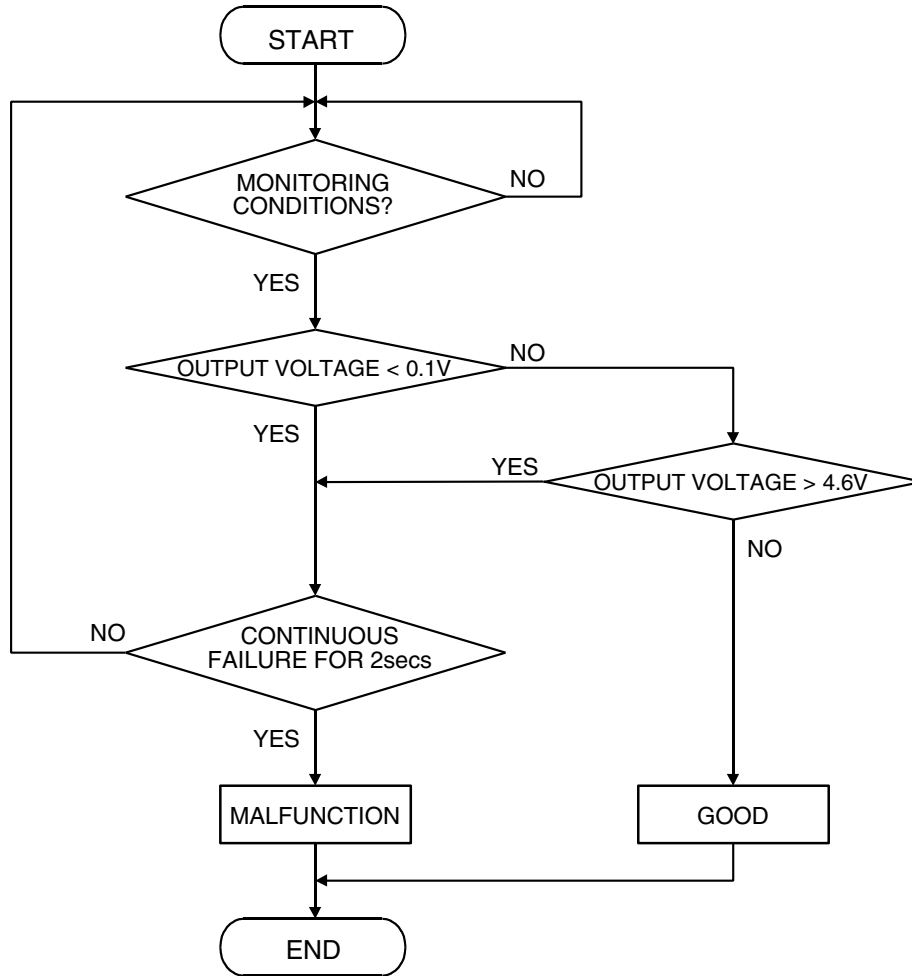 START
MONITORING
CONDITIONS?
NO
YES
OUTPUT VOLTAGE < 0.1V
NO
YES
YES
OUTPUT VOLTAGE > 4.6V
NO
NO
CONTINUOUS
FAILURE FOR 2secs
YES
MALFUNCTION
GOOD
END